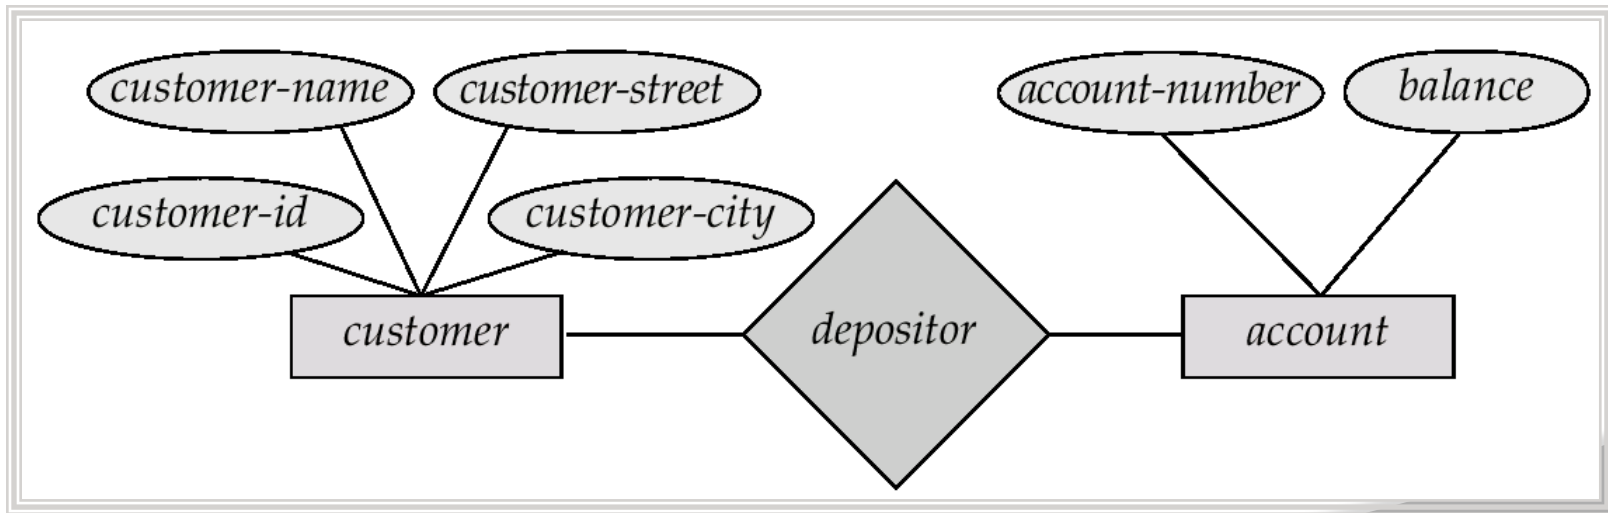 customer-name
customer-street
account-number
balance
customer-id
customer-city
customer
depositor
account